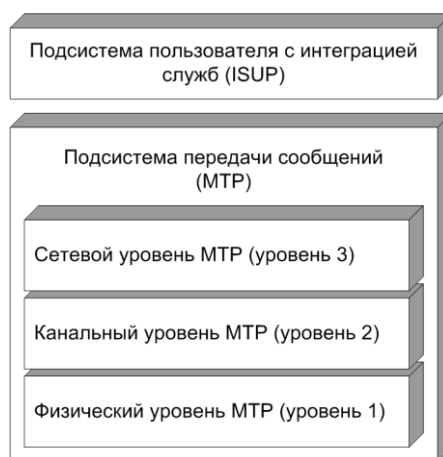 Подсистема пользователя с интеграцией
служб (ISUP)
Подсистема передачи сообщений
(MTP)
Сетевой уровень MTP (уровень 3)
Канальный уровень MTP (уровень 2)
Физический уровень MTP (уровень 1)